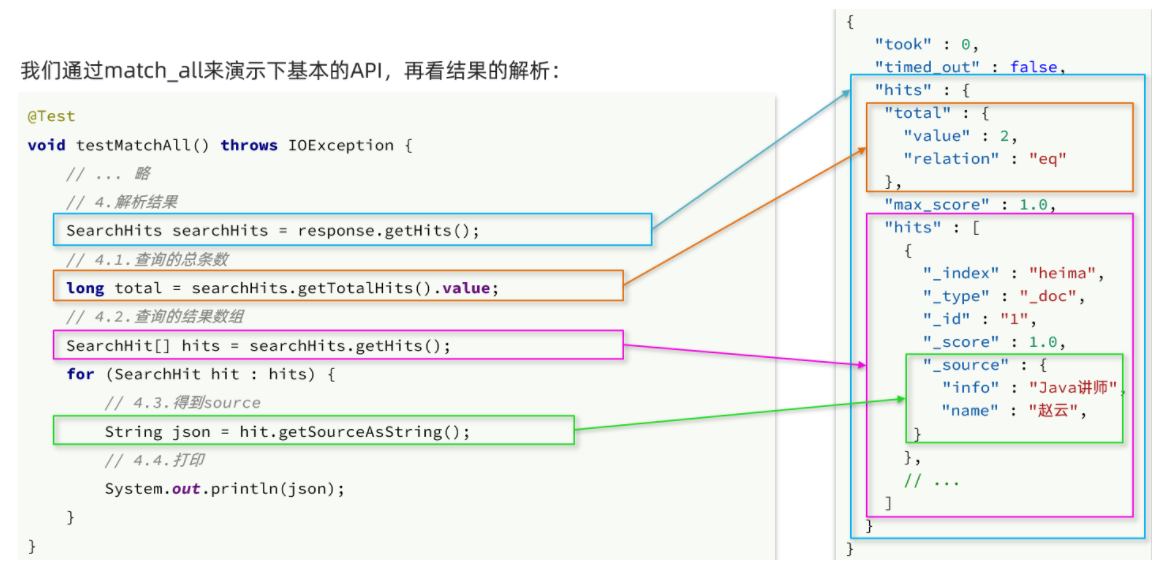 我们通过match_all来演示下基本的API，再看结果的解析：
@Test
void testMatchAll() throws IOException {
    // ... 略
    // 4.解析结果
    SearchHits searchHits = response.getHits();
    // 4.1.查询的总条数
    long total = searchHits.getTotalHits().value;
    // 4.2.查询的结果数组
    SearchHit[] hits = searchHits.getHits();
    for (SearchHit hit : hits) {
        // 4.3.得到source
        String json = hit.getSourceAsString();
        // 4.4.打印
        System.out.println(json);
    }
}
{
  "took" : 0,
  "timed_out" : false,
  "hits" : {
    "total" : {
      "value" : 2,
      "relation" : "eq"
    },
    "max_score" : 1.0,
    "hits" : [
      {
        "_index" : "heima",
        "_type" : "_doc",
        "_id" : "1",
        "_score" : 1.0,
        "_source" : {
          "info" : "Java讲师",
          "name" : "赵云",
        }
      },
      // ...
    ]
  }
}